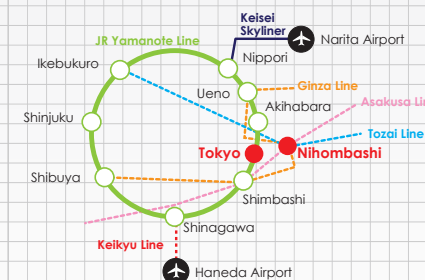 Keisei
Skyliner
Narita Airport
JR Yamanote Line
Nippori
Ikebukuro
Ueno
Ginza Line
Akihabara
Asakusa
Shinjuku
Tozai Line
Tokyo
Nihombashi
Shibuya
Shimbashi
Shinagawa
Keikyu Line
Haneda Airport